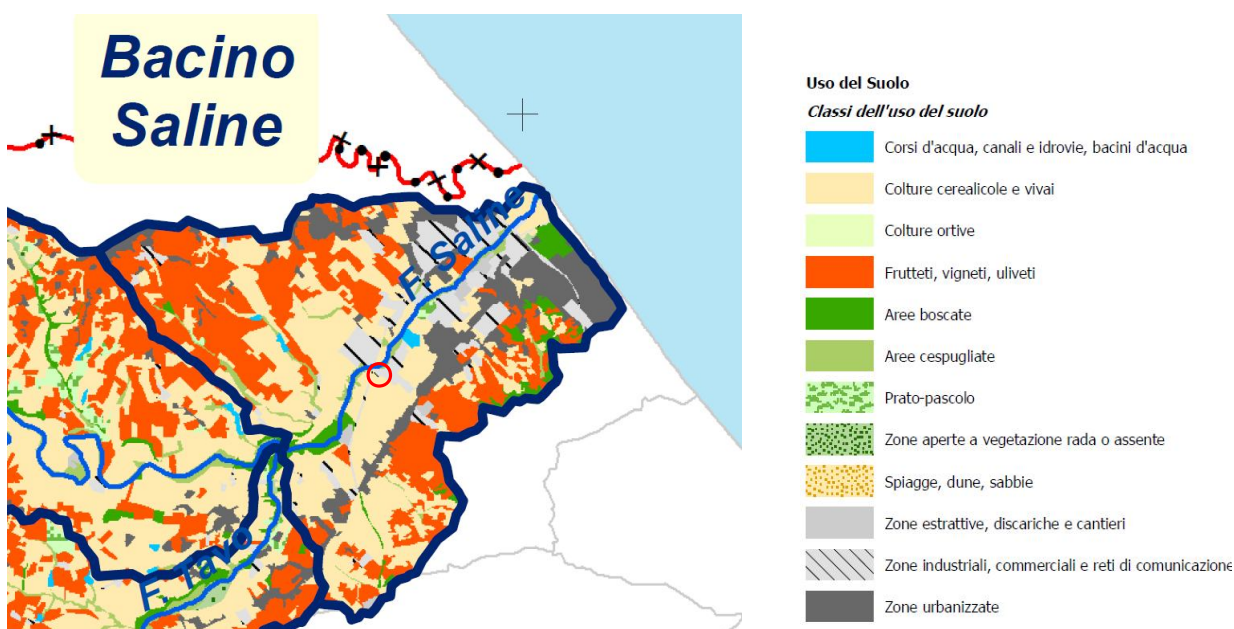 Bacino
Saline
F. Saline
F. Tavo
Uso del Suolo
Classi dell'uso del suolo
Corsi d'acqua, canali e idrovie, bacini d'acqua
Colture cerealicole e vivai
Colture ortive
Frutteti, vigneti, uliveti
Aree boscate
Aree cespugliate
Prato-pascolo
Zone aperte a vegetazione rada o assente
Spiagge, dune, sabbie
Zone estrattive, discariche e cantieri
Zone industriali, commerciali e reti di comunicazione
Zone urbanizzate